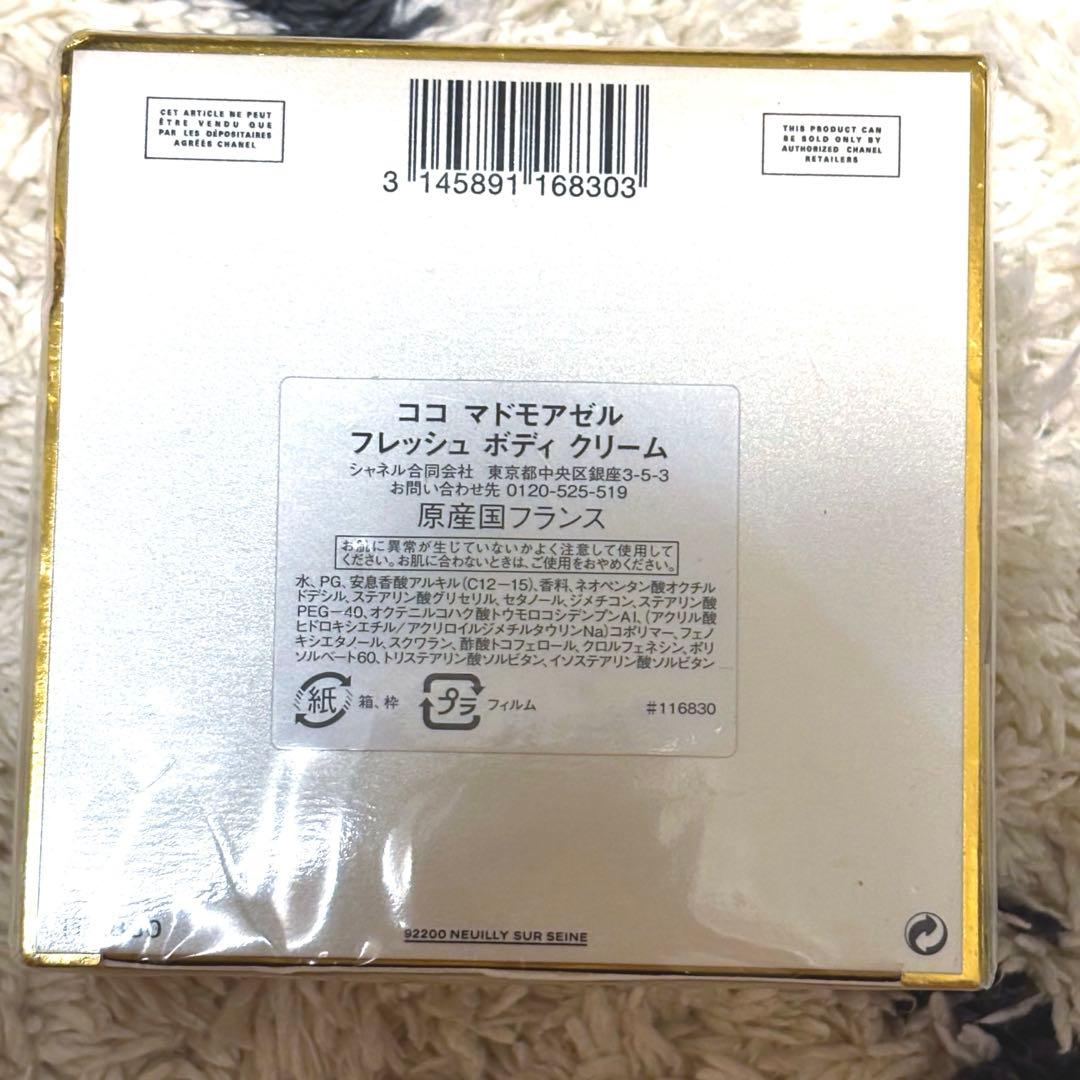 CET ARTICLE NE PEUT
ÊTRE VENDU QUE
PAR LES DÉPOSITAIRES
AGRÉÉS CHANEL
3 145891 168303
THIS PRODUCT CAN
BE SOLD ONLY BY
AUTHORIZED CHANEL
RETAILERS
ココ マドモアゼル
フレッシュ ボディ クリーム
シャネル合同会社 東京都中央区銀座3-5-3
お問い合わせ先 0120-525-519
原産国フランス
お肌に異常が生じていないかよく注意して使用して
ください。お肌に合わないときは、ご使用をおやめください。
水、PG、安息香酸アルキル(C12-15)、香料、ネオペンタン酸オクチル
ドデシル、ステアリン酸グリセリル、セタノール、ジメチコン、ステアリン酸
PEG-40、オクテニルコハク酸トウモロコシデンプンAl、(アクリル酸
ヒドロキシエチル/アクリロイルジメチルタウリンNa)コポリマー、フェノ
キシエタノール、スクワラン、酢酸トコフェロール、クロルフェネシン、ポリ
ソルベート60、トリステアリン酸ソルビタン、イソステアリン酸ソルビタン
紙 箱、枠 プラ フィルム #116830
92200 NEUILLY SUR SEINE